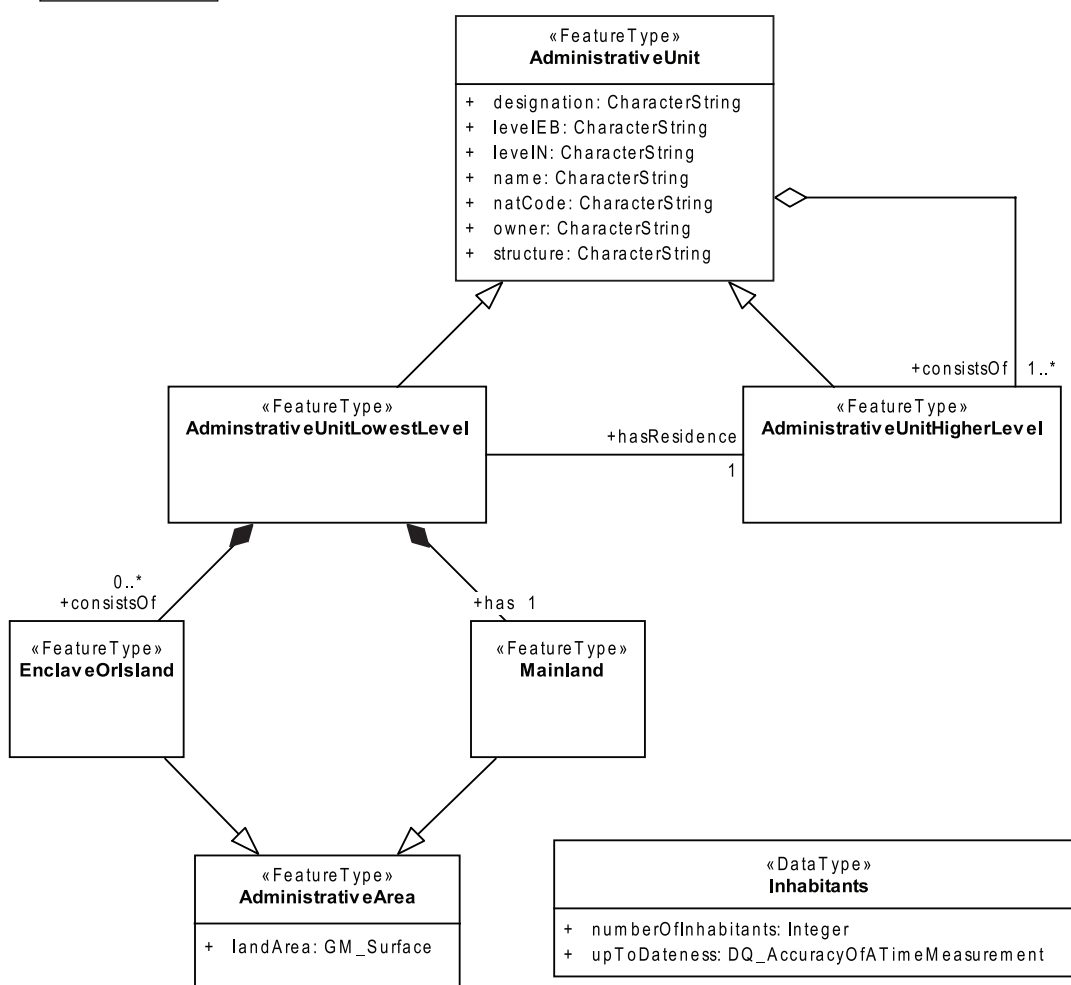 «FeatureType»
AdministrativeUnit
+ designation: CharacterString
+ levelEB: CharacterString
+ levelN: CharacterString
+ name: CharacterString
+ natCode: CharacterString
+ owner: CharacterString
+ structure: CharacterString
+consistsOf 1..*
«FeatureType»
AdminstrativeUnitLowestLevel
+hasResidence
1
«FeatureType»
AdministrativeUnitHigherLevel
0..*
+consistsOf
+has 1
«FeatureType»
EnclaveOrIsland
«FeatureType»
Mainland
«FeatureType»
AdministrativeArea
+ landArea: GM_Surface
«DataType»
Inhabitants
+ numberOfInhabitants: Integer
+ upToDateness: DQ_AccuracyOfATimeMeasurement